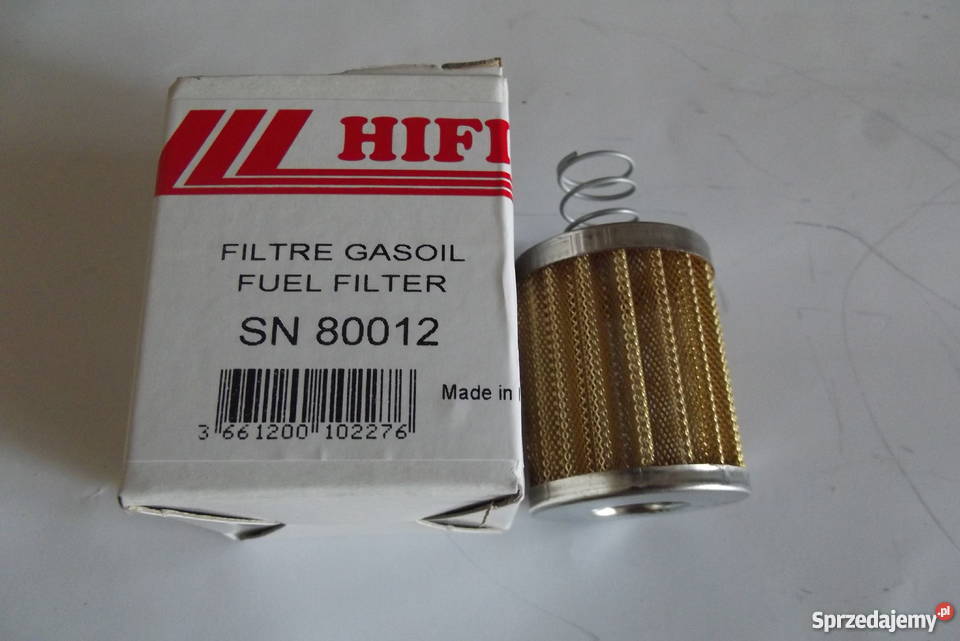 HIFI
FILTRE GASOIL
FUEL FILTER
SN 80012
Made in
3 661200 102276
Sprzedajemy.pl